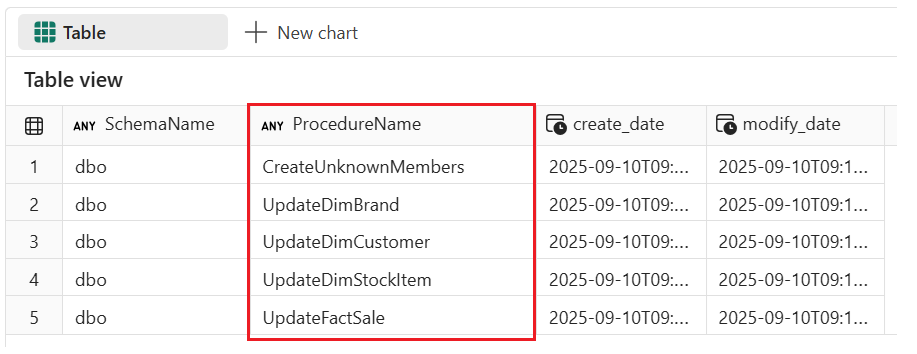 Table + New chart
Table view
ANY SchemaName ANY ProcedureName create_date modify_date
1 dbo CreateUnknownMembers 2025-09-10T09:... 2025-09-10T09:1...
2 dbo UpdateDimBrand 2025-09-10T09:... 2025-09-10T09:1...
3 dbo UpdateDimCustomer 2025-09-10T09:... 2025-09-10T09:1...
4 dbo UpdateDimStockItem 2025-09-10T09:... 2025-09-10T09:1...
5 dbo UpdateFactSale 2025-09-10T09:... 2025-09-10T09:1...